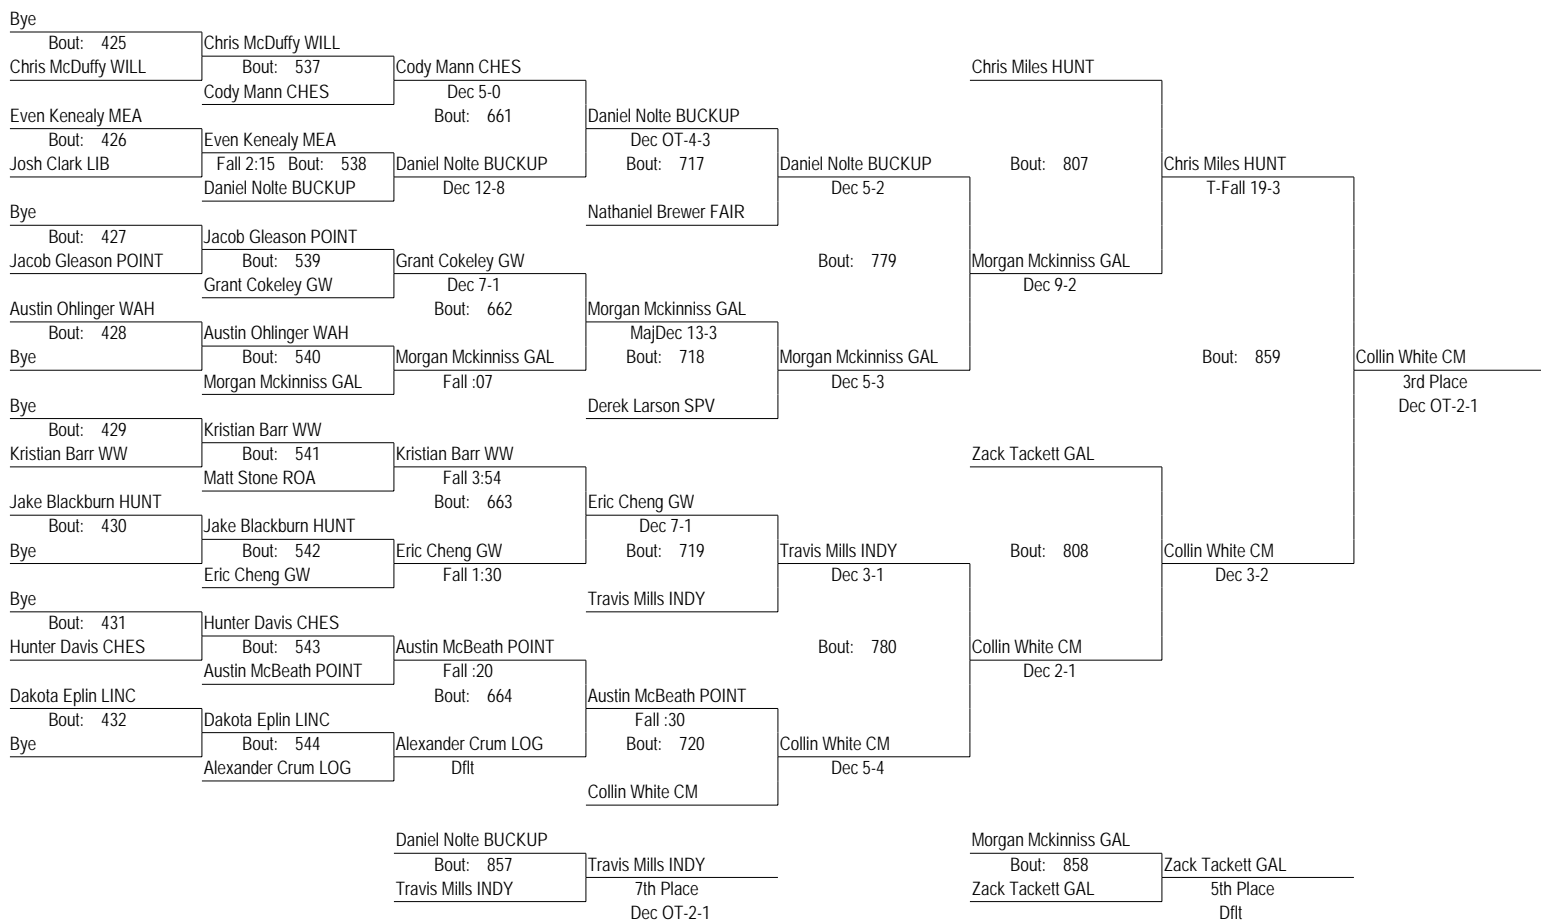 Bye
Bout: 425
Chris McDuffy WILL
Chris McDuffy WILL
Bout: 537
Cody Mann CHES
Cody Mann CHES
Dec 5-0
Bout: 661
Even Kenealy MEA
Bout: 426
Josh Clark LIB
Even Kenealy MEA
Fall 2:15 Bout: 538
Daniel Nolte BUCKUP
Daniel Nolte BUCKUP
Dec 12-8
Daniel Nolte BUCKUP
Dec OT-4-3
Bout: 717
Nathaniel Brewer FAIR
Daniel Nolte BUCKUP
Dec 5-2
Bout: 779
Bye
Bout: 427
Jacob Gleason POINT
Jacob Gleason POINT
Bout: 539
Grant Cokeley GW
Grant Cokeley GW
Dec 7-1
Bout: 662
Austin Ohlinger WAH
Bout: 428
Bye
Austin Ohlinger WAH
Bout: 540
Morgan Mckinniss GAL
Morgan Mckinniss GAL
Fall :07
Morgan Mckinniss GAL
MajDec 13-3
Bout: 718
Derek Larson SPV
Morgan Mckinniss GAL
Dec 5-3
Chris Miles HUNT
Bout: 807
Morgan Mckinniss GAL
Dec 9-2
Chris Miles HUNT
T-Fall 19-3
Bout: 859
Collin White CM
3rd Place
Dec OT-2-1
Bye
Bout: 429
Kristian Barr WW
Kristian Barr WW
Bout: 541
Matt Stone ROA
Kristian Barr WW
Fall 3:54
Bout: 663
Jake Blackburn HUNT
Bout: 430
Bye
Jake Blackburn HUNT
Bout: 542
Eric Cheng GW
Eric Cheng GW
Fall 1:30
Eric Cheng GW
Dec 7-1
Bout: 719
Travis Mills INDY
Travis Mills INDY
Dec 3-1
Bout: 780
Bye
Bout: 431
Hunter Davis CHES
Hunter Davis CHES
Bout: 543
Austin McBeath POINT
Austin McBeath POINT
Fall :20
Bout: 664
Dakota Eplin LINC
Bout: 432
Bye
Dakota Eplin LINC
Bout: 544
Alexander Crum LOG
Alexander Crum LOG
Dflt
Austin McBeath POINT
Fall :30
Bout: 720
Collin White CM
Collin White CM
Dec 5-4
Zack Tackett GAL
Bout: 808
Collin White CM
Dec 2-1
Collin White CM
Dec 3-2
Daniel Nolte BUCKUP
Bout: 857
Travis Mills INDY
Travis Mills INDY
7th Place
Dec OT-2-1
Morgan Mckinniss GAL
Bout: 858
Zack Tackett GAL
Zack Tackett GAL
5th Place
Dflt